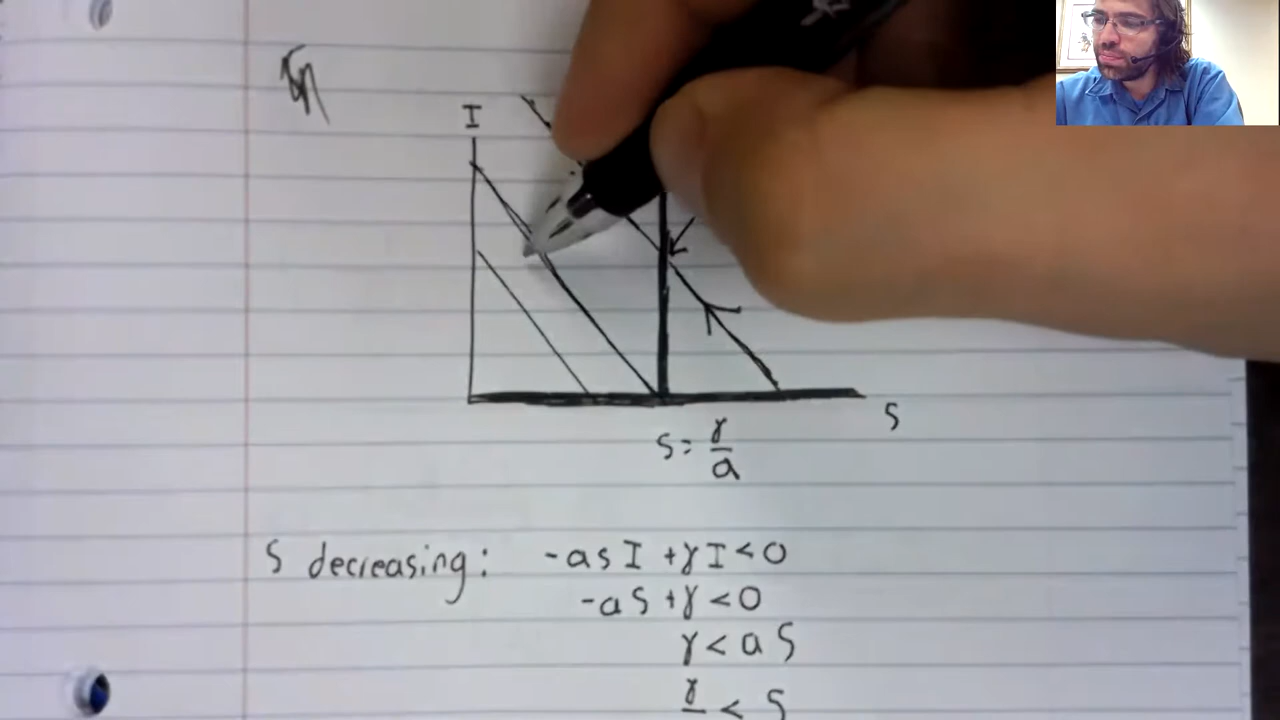 I
S
S = γ/a
S decreasing: -aSI + γI < 0
-aS + γ < 0
γ < aS
γ/ < S